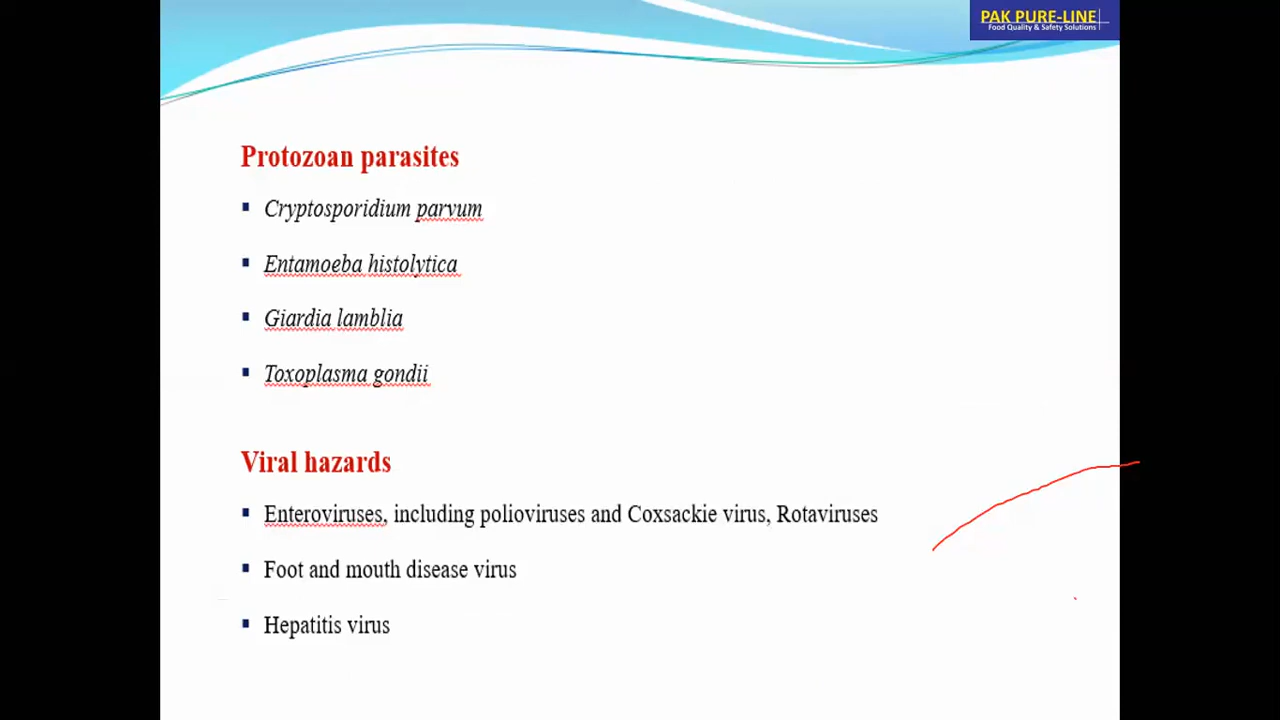 PAK PURE-LINE
Food Quality & Safety Solutions
Protozoan parasites
Cryptosporidium parvum
Entamoeba histolytica
Giardia lamblia
Toxoplasma gondii
Viral hazards
Enteroviruses, including polioviruses and Coxsackie virus, Rotaviruses
Foot and mouth disease virus
Hepatitis virus